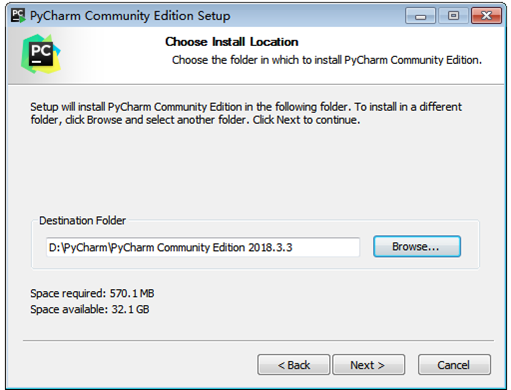 PyCharm Community Edition Setup
PC
Choose Install Location
Choose the folder in which to install PyCharm Community Edition.
PC
Setup will install PyCharm Community Edition in the following folder. To install in a different
folder, click Browse and select another folder. Click Next to continue.
Destination Folder
D:\PyCharm\PyCharm Community Edition 2018.3.3
Browse...
Space required: 570.1 MB
Space available: 32.1 GB
< Back
Next >
Cancel